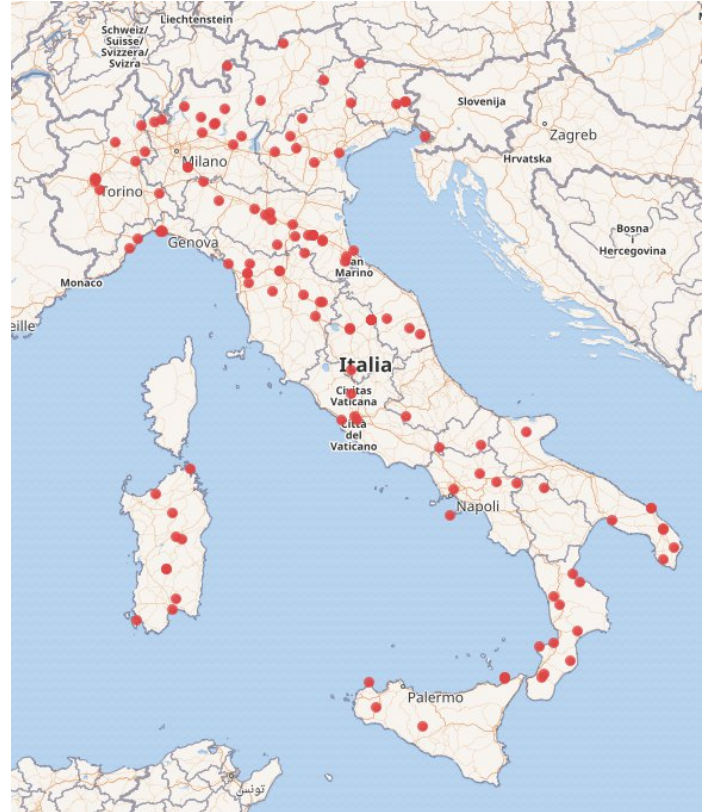 Liechtenstein
Schweiz/
Suisse/
Svizzera/
Svizra
Slovenija
Zagreb
Milano
Hrvatska
Torino
Bosna
i
Hercegovina
Genova
San
Marino
Monaco
eille
Italia
Civitas
Vaticana
Città
del
Vaticano
Napoli
Palermo
تونس